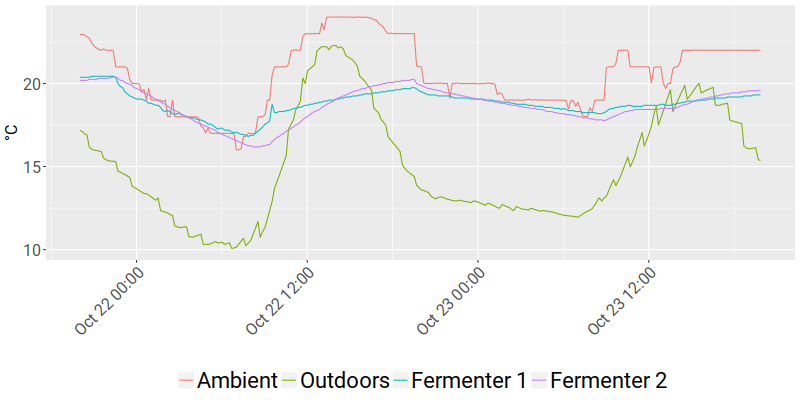 °C
20
15
10
Oct 22 00:00
Oct 22 12:00
Oct 23 00:00
Oct 23 12:00
Ambient Outdoors Fermenter 1 Fermenter 2